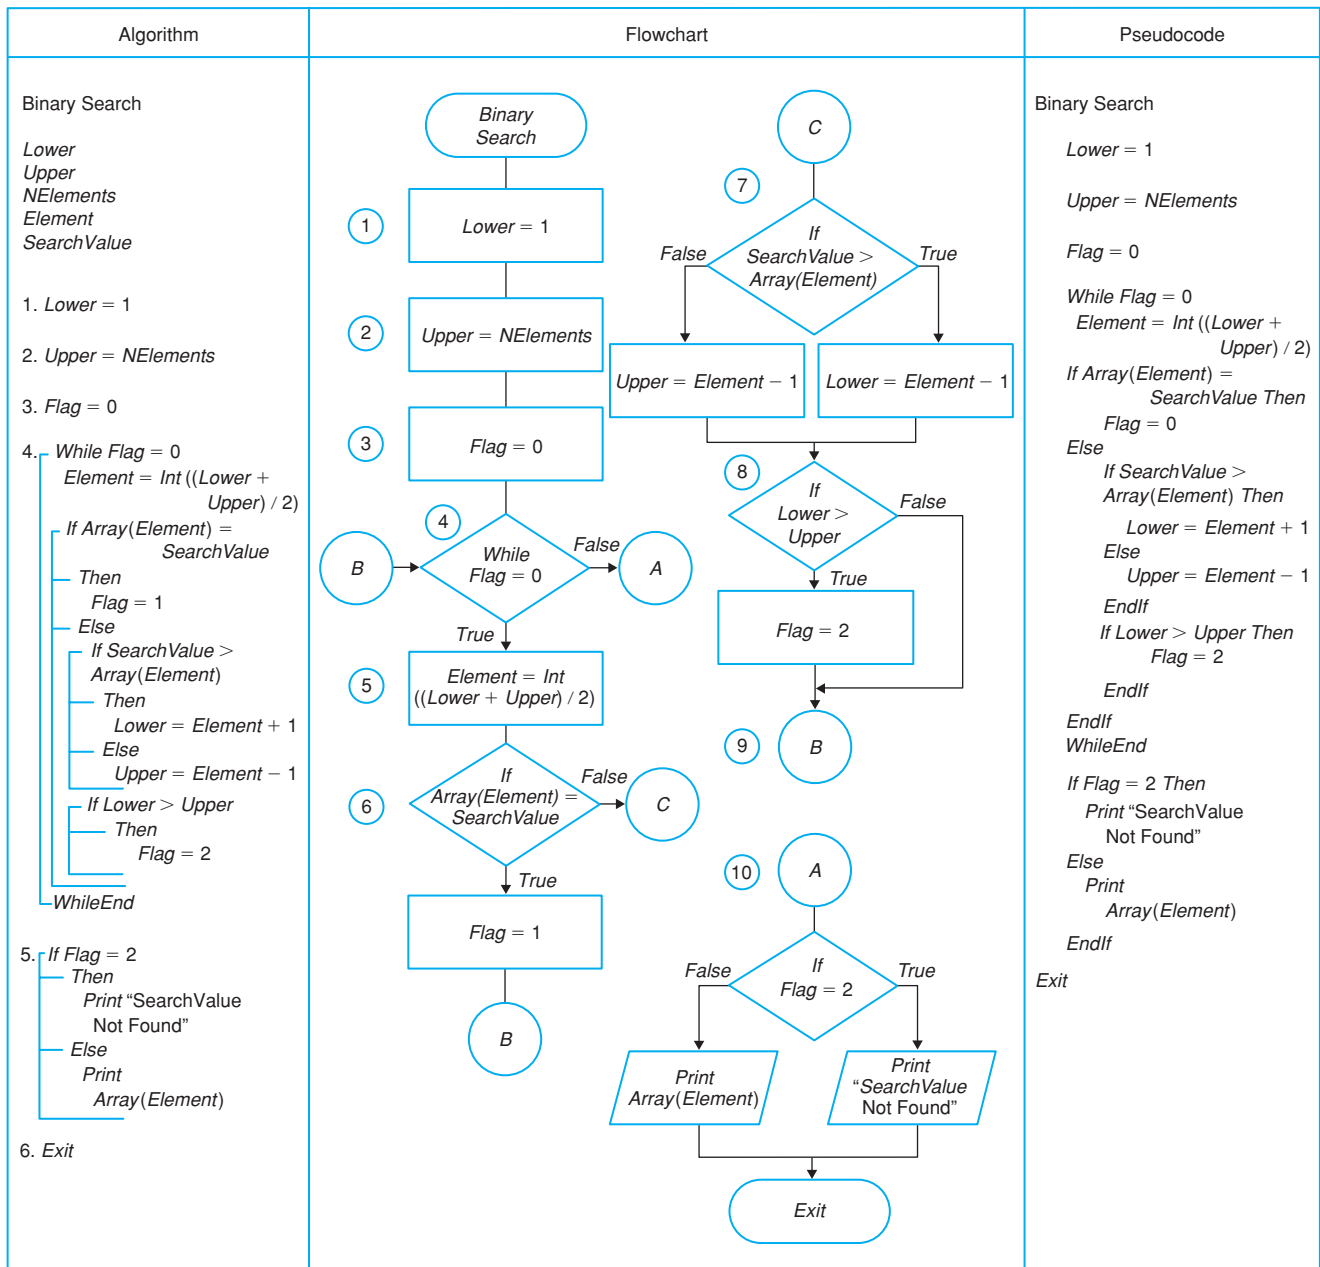 Algorithm
Flowchart
Pseudocode
Binary Search
Lower
Upper
NElements
Element
SearchValue
1. Lower = 1
2. Upper = NElements
3. Flag = 0
4. While Flag = 0
Element = Int ((Lower +
Upper) / 2)
If Array(Element) =
SearchValue
Then
Flag = 1
Else
If SearchValue >
Array(Element)
Then
Lower = Element + 1
Else
Upper = Element − 1
If Lower > Upper
Then
Flag = 2
WhileEnd
5. If Flag = 2
Then
Print “SearchValue
Not Found”
Else
Print
Array(Element)
6. Exit
Binary
Search
1
Lower = 1
2
Upper = NElements
3
Flag = 0
4
B
While
Flag = 0
False
A
True
5
Element = Int
((Lower + Upper) / 2)
6
If
Array(Element) =
SearchValue
False
C
True
Flag = 1
B
C
7
If
SearchValue >
Array(Element)
False
True
Upper = Element − 1
Lower = Element − 1
8
If
Lower >
Upper
False
True
Flag = 2
9
B
10
A
If
Flag = 2
False
True
Print
Array(Element)
Print
“SearchValue
Not Found”
Exit
Binary Search
Lower = 1
Upper = NElements
Flag = 0
While Flag = 0
Element = Int ((Lower +
Upper) / 2)
If Array(Element) =
SearchValue Then
Flag = 0
Else
If SearchValue >
Array(Element) Then
Lower = Element + 1
Else
Upper = Element − 1
EndIf
If Lower > Upper Then
Flag = 2
EndIf
EndIf
WhileEnd
If Flag = 2 Then
Print “SearchValue
Not Found”
Else
Print
Array(Element)
EndIf
Exit